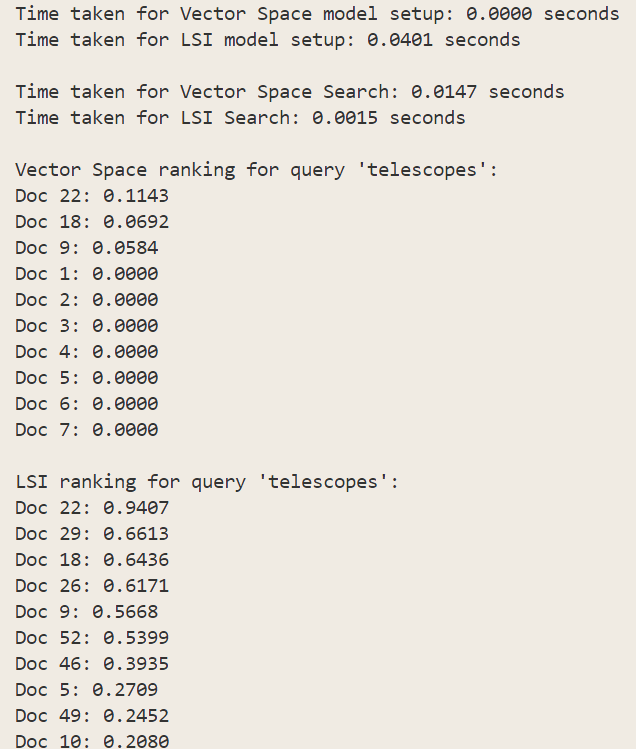 Time taken for Vector Space model setup: 0.0000 seconds
Time taken for LSI model setup: 0.0401 seconds
Time taken for Vector Space Search: 0.0147 seconds
Time taken for LSI Search: 0.0015 seconds
Vector Space ranking for query 'telescopes':
Doc 22: 0.1143
Doc 18: 0.0692
Doc 9: 0.0584
Doc 1: 0.0000
Doc 2: 0.0000
Doc 3: 0.0000
Doc 4: 0.0000
Doc 5: 0.0000
Doc 6: 0.0000
Doc 7: 0.0000
LSI ranking for query 'telescopes':
Doc 22: 0.9407
Doc 29: 0.6613
Doc 18: 0.6436
Doc 26: 0.6171
Doc 9: 0.5668
Doc 52: 0.5399
Doc 46: 0.3935
Doc 5: 0.2709
Doc 49: 0.2452
Doc 10: 0.2080